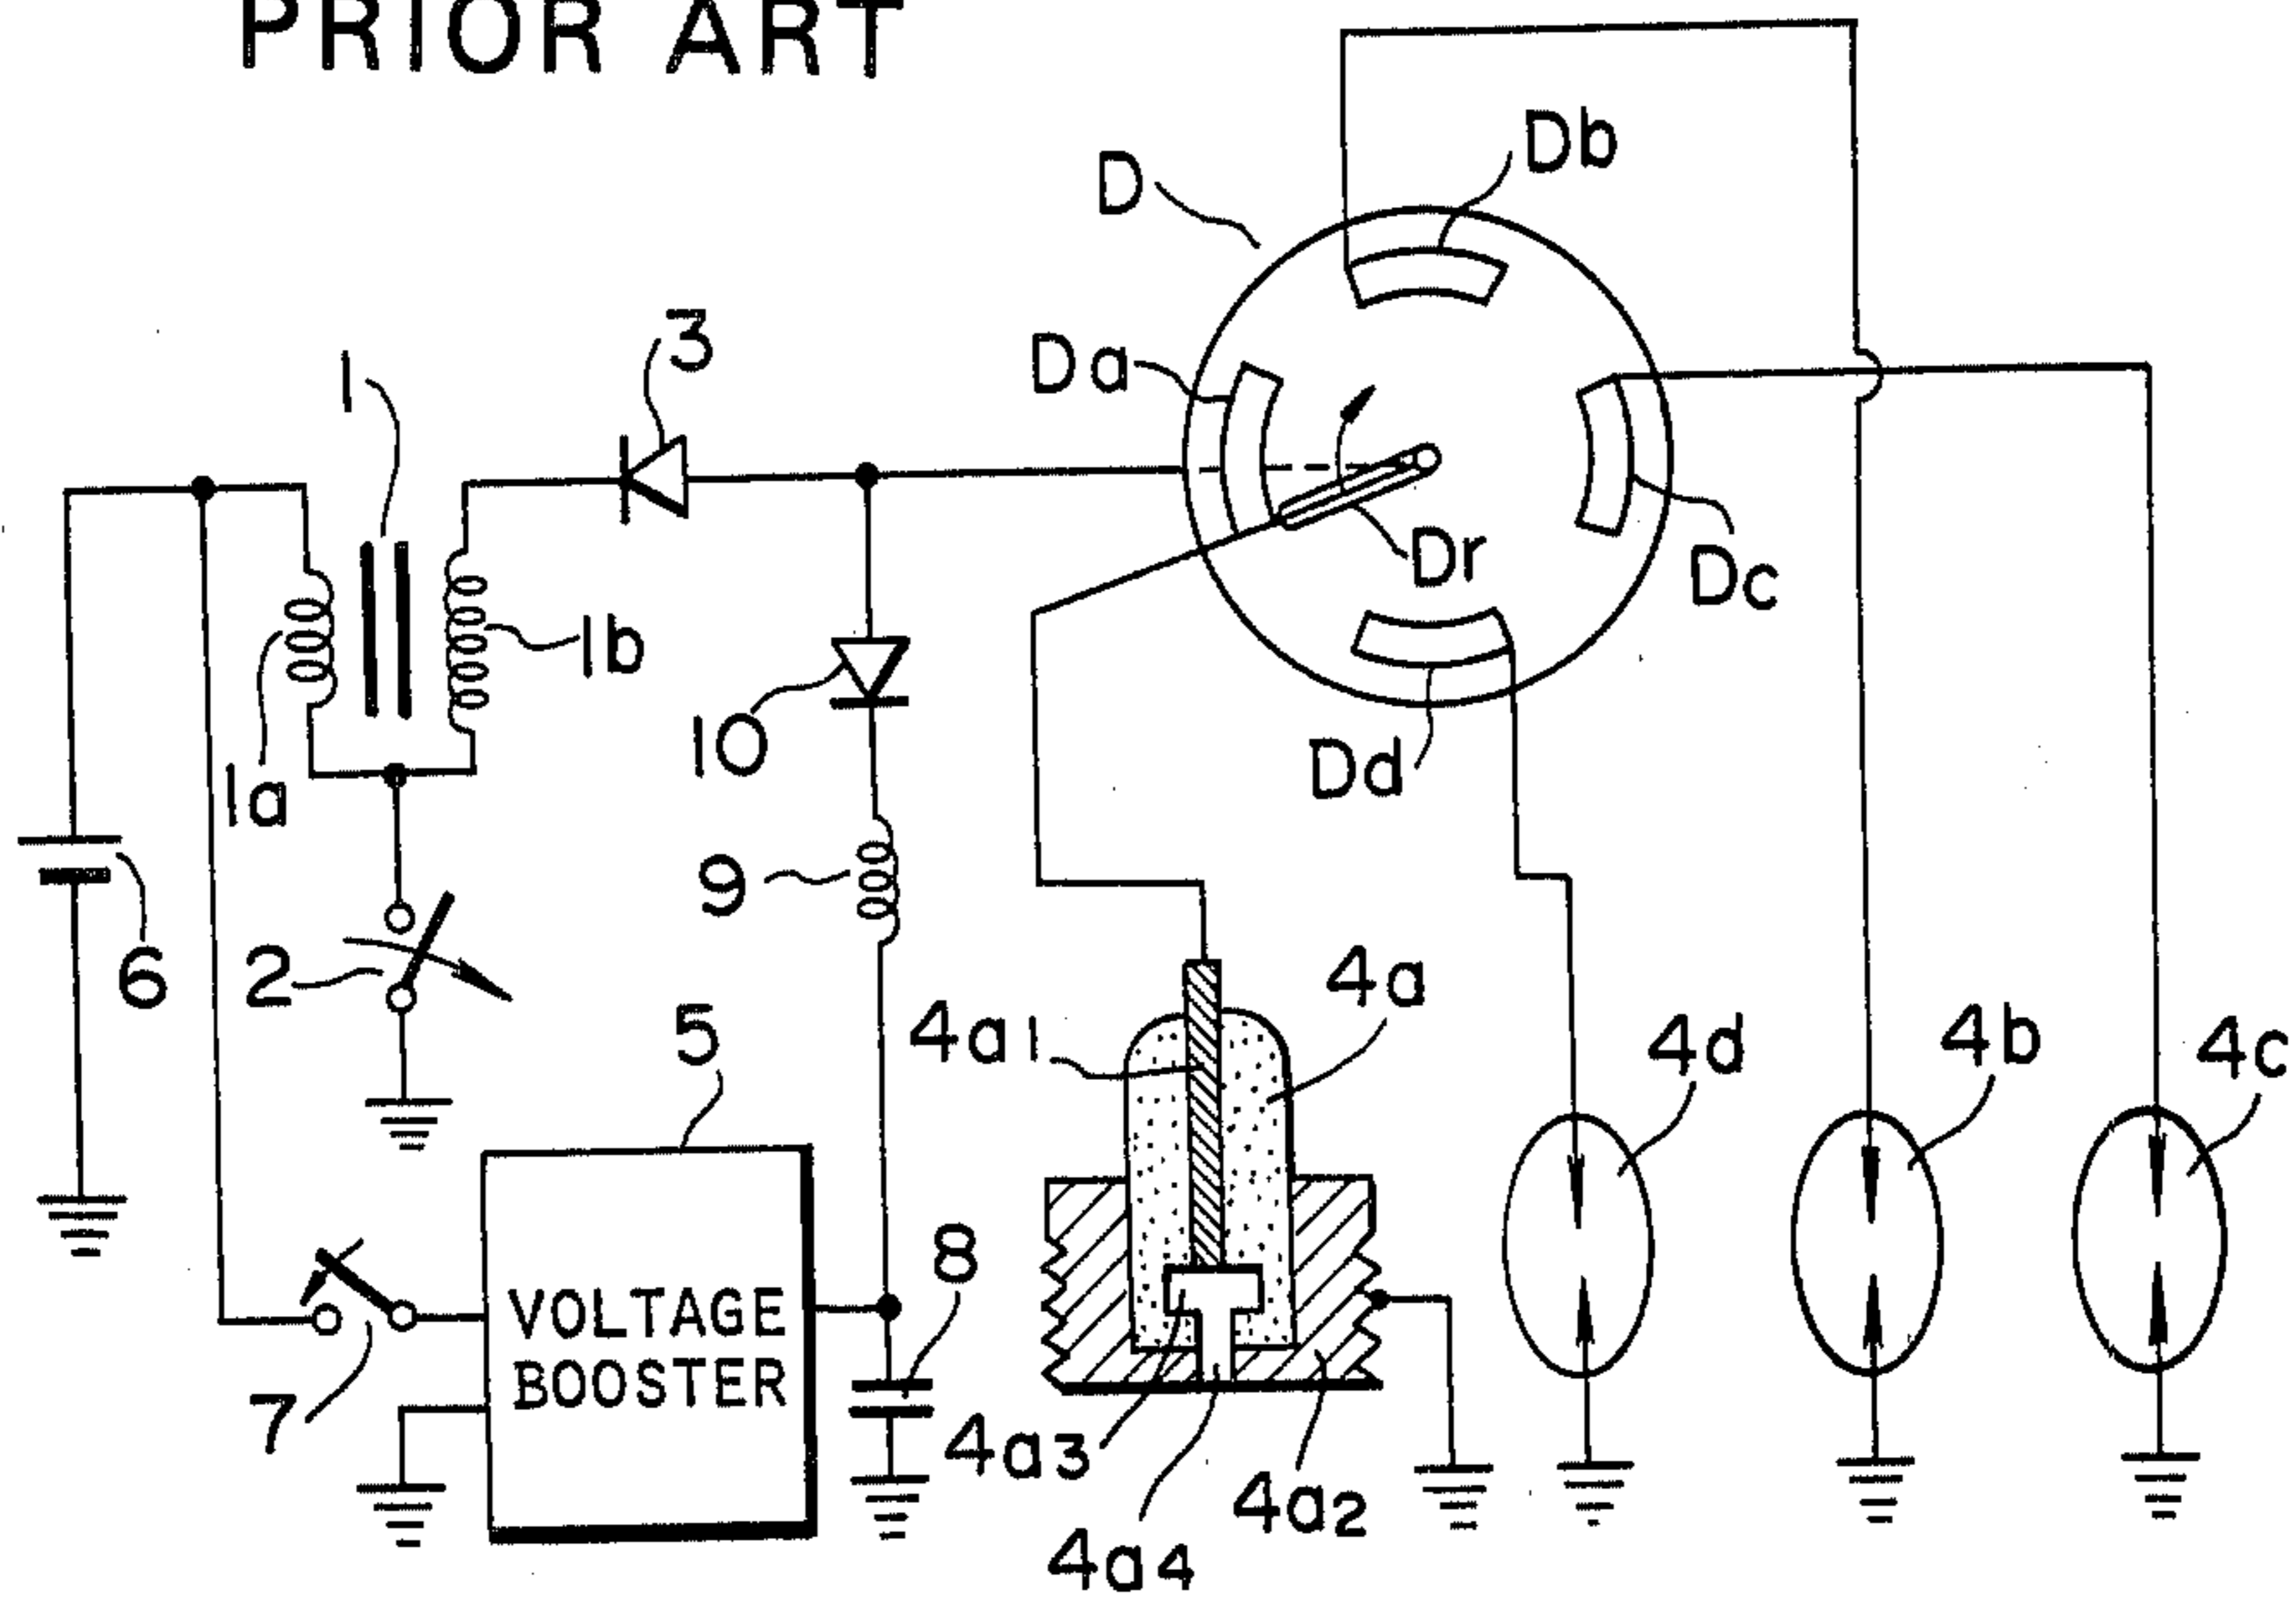 PRIOR ART
Db
D
3
Da
1
Dr
Dc
1b
10
Dd
1a
9
6
2
4a
5
4a1
4d
4b
4c
8
VOLTAGE
BOOSTER
7
4a3
4a2
4a4